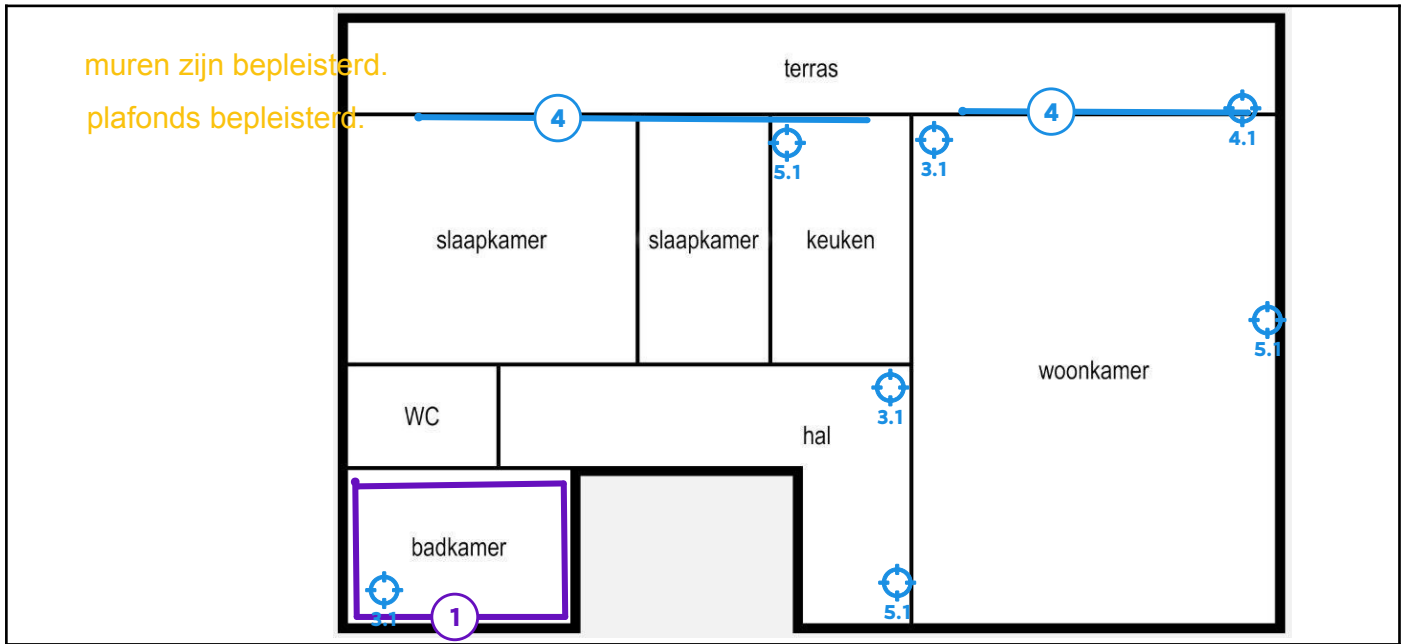 muren zijn bepleisterd.
terras
plafonds bepleisterd.
4
4
4.1
5.1
3.1
slaapkamer
slaapkamer
keuken
5.1
woonkamer
WC
3.1
hal
badkamer
3.1
1
5.1